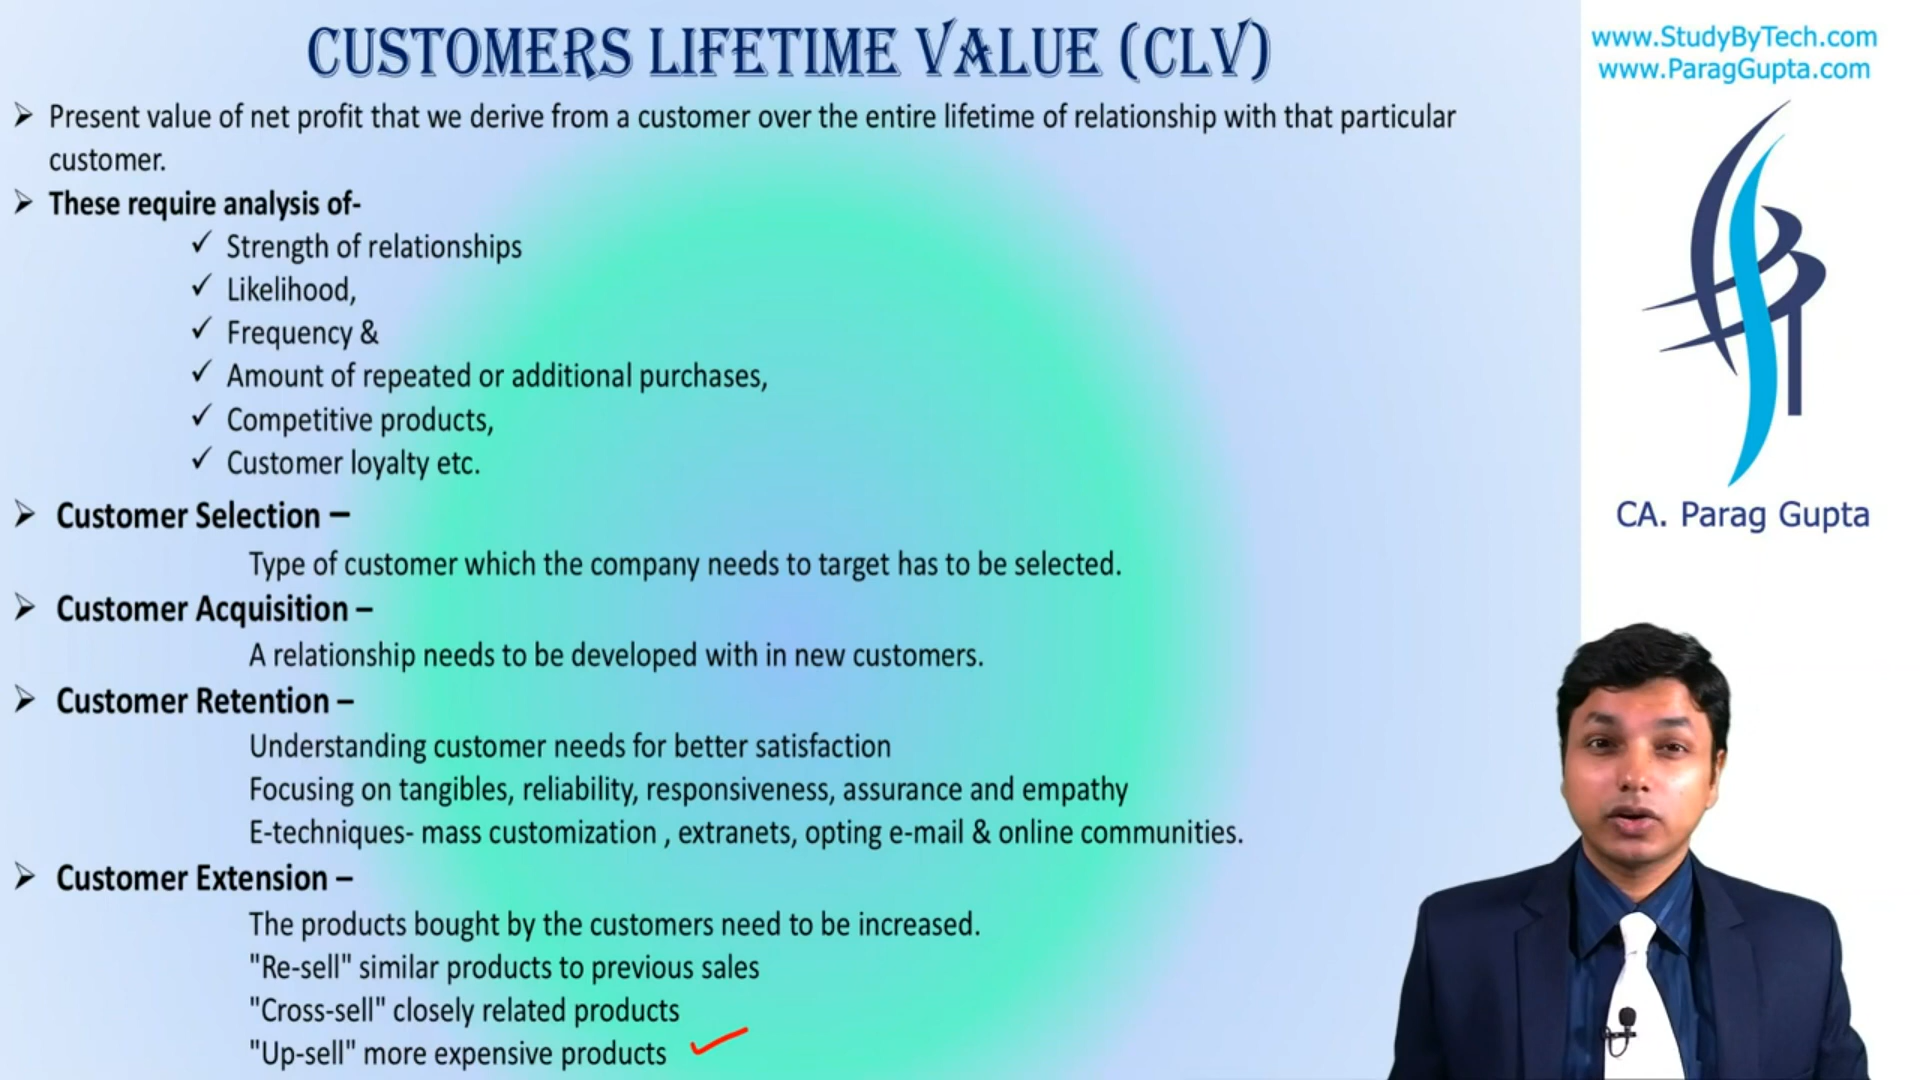 CUSTOMERS LIFETIME VALUE (CLV)
➢ Present value of net profit that we derive from a customer over the entire lifetime of relationship with that particular
customer.
➢ These require analysis of-
✓ Strength of relationships
✓ Likelihood,
✓ Frequency &
✓ Amount of repeated or additional purchases,
✓ Competitive products,
✓ Customer loyalty etc.
➢ Customer Selection –
Type of customer which the company needs to target has to be selected.
➢ Customer Acquisition –
A relationship needs to be developed with in new customers.
➢ Customer Retention –
Understanding customer needs for better satisfaction
Focusing on tangibles, reliability, responsiveness, assurance and empathy
E-techniques- mass customization , extranets, opting e-mail & online communities.
➢ Customer Extension –
The products bought by the customers need to be increased.
"Re-sell" similar products to previous sales
"Cross-sell" closely related products
"Up-sell" more expensive products
www.StudyByTech.com
www.ParagGupta.com
CA. Parag Gupta